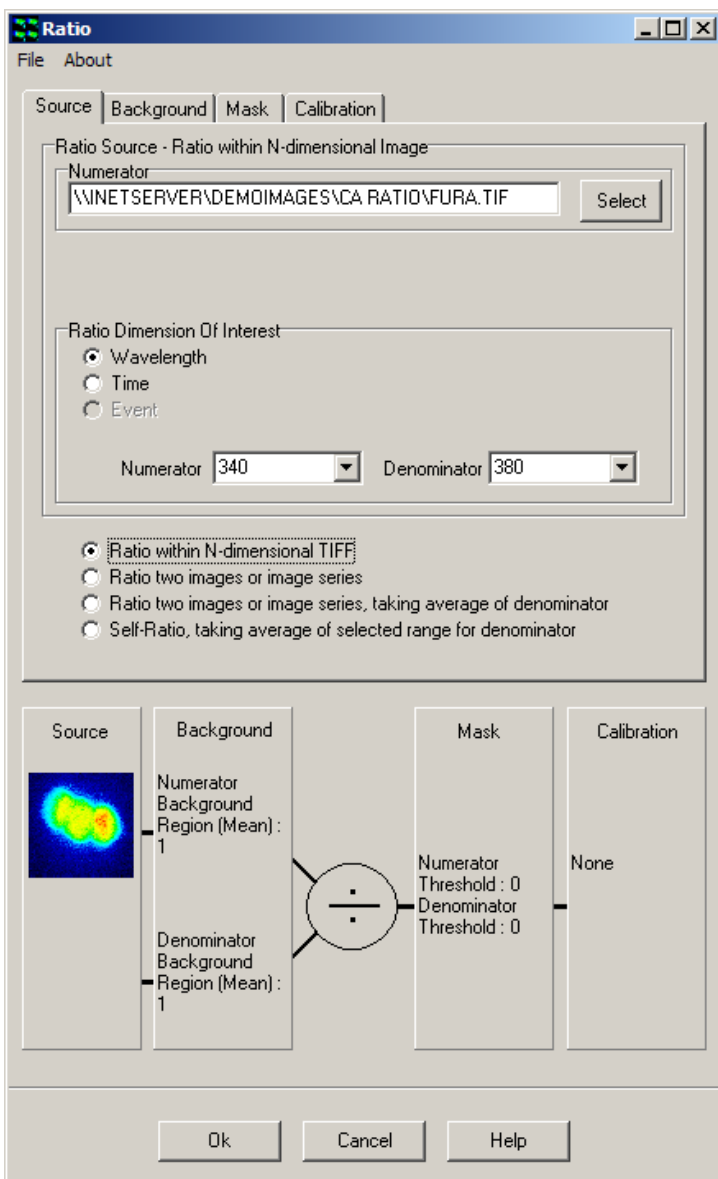 Ratio
File About
Source Background Mask Calibration
Ratio Source - Ratio within N-dimensional Image
Numerator
\\INETSERVER\DEMOIMAGES\CA RATIO\FURA.TIF Select
Ratio Dimension Of Interest
Wavelength
Time
Event
Numerator 340 Denominator 380
Ratio within N-dimensional TIFF
Ratio two images or image series
Ratio two images or image series, taking average of denominator
Self-Ratio, taking average of selected range for denominator
Source Background Mask Calibration
Numerator
Background
Region (Mean) :
1
Denominator
Background
Region (Mean) :
1
Numerator
Threshold : 0
Denominator
Threshold : 0
None
Ok Cancel Help